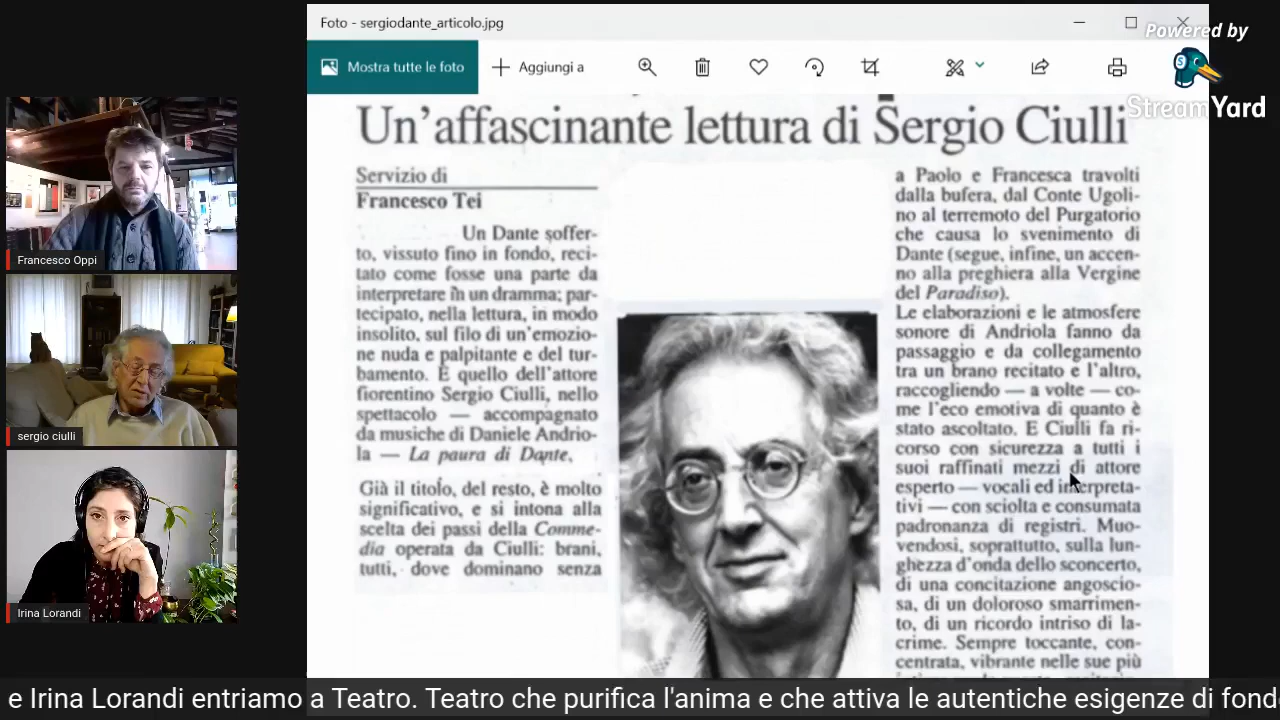 Foto - sergiodante_articolo.jpg
Mostra tutte le foto
Aggiungi a
Powered by
StreamYard
Un'affascinante lettura di Sergio Ciulli
Servizio di
Francesco Tei
Un Dante soffer-
to, vissuto fino in fondo, reci-
tato come fosse una parte da
interpretare in un dramma; par-
tecipato, nella lettura, in modo
insolito, sul filo di un'emozio-
ne nuda e palpitante e del tur-
bamento. È quello dell'attore
fiorentino Sergio Ciulli, nello
spettacolo — accompagnato
da musiche di Daniele Andrio-
la — La paura di Dante.
Già il titolo, del resto, è molto
significativo, e si intona alla
scelta dei passi della Comme-
dia operata da Ciulli: brani,
tutti, dove dominano senza
a Paolo e Francesca travolti
dalla bufera, dal Conte Ugoli-
no al terremoto del Purgatorio
che causa lo svenimento di
Dante (segue, infine, un accen-
no alla preghiera alla Vergine
del Paradiso).
Le elaborazioni e le atmosfere
sonore di Andriola fanno da
passaggio e da collegamento
tra un brano recitato e l'altro,
raccogliendo — a volte — co-
me l'eco emotiva di quanto è
stato ascoltato. E Ciulli fa ri-
corso con sicurezza a tutti i
suoi raffinati mezzi di attore
esperto — vocali ed interpreta-
tivi — con sciolta e consumata
padronanza di registri. Muo-
vendosi, soprattutto, sulla lun-
ghezza d'onda dello sconcerto,
di una concitazione angoscio-
sa, di un doloroso smarrimen-
to, di un ricordo intriso di la-
crime. Sempre toccante, con-
centrata, vibrante nelle sue più
Francesco Oppi
sergio ciulli
Irina Lorandi
e Irina Lorandi entriamo a Teatro. Teatro che purifica l'anima e che attiva le autentiche esigenze di fond